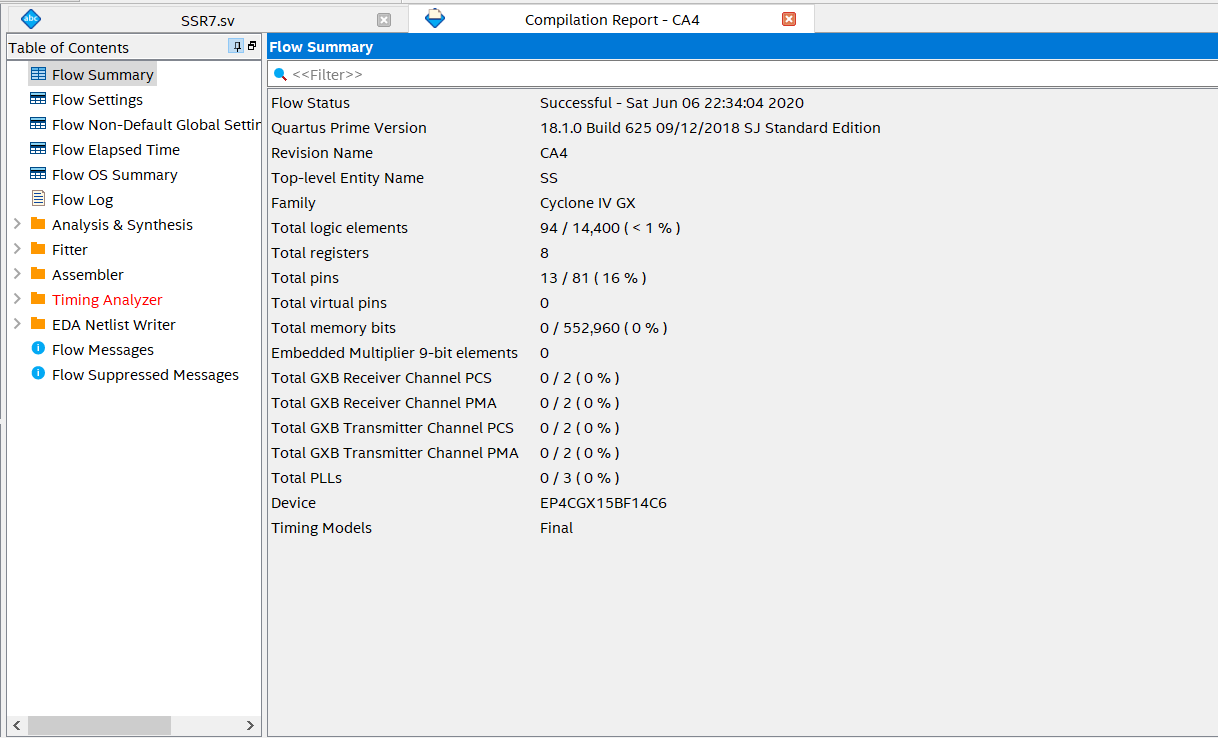 abc SSR7.sv
Compilation Report - CA4
Table of Contents
Flow Summary
Flow Settings
Flow Non-Default Global Settin
Flow Elapsed Time
Flow OS Summary
Flow Log
Analysis & Synthesis
Fitter
Assembler
Timing Analyzer
EDA Netlist Writer
Flow Messages
Flow Suppressed Messages
Flow Summary
<<Filter>>
Flow Status Successful - Sat Jun 06 22:34:04 2020
Quartus Prime Version 18.1.0 Build 625 09/12/2018 SJ Standard Edition
Revision Name CA4
Top-level Entity Name SS
Family Cyclone IV GX
Total logic elements 94 / 14,400 ( < 1 % )
Total registers 8
Total pins 13 / 81 ( 16 % )
Total virtual pins 0
Total memory bits 0 / 552,960 ( 0 % )
Embedded Multiplier 9-bit elements 0
Total GXB Receiver Channel PCS 0 / 2 ( 0 % )
Total GXB Receiver Channel PMA 0 / 2 ( 0 % )
Total GXB Transmitter Channel PCS 0 / 2 ( 0 % )
Total GXB Transmitter Channel PMA 0 / 2 ( 0 % )
Total PLLs 0 / 3 ( 0 % )
Device EP4CGX15BF14C6
Timing Models Final